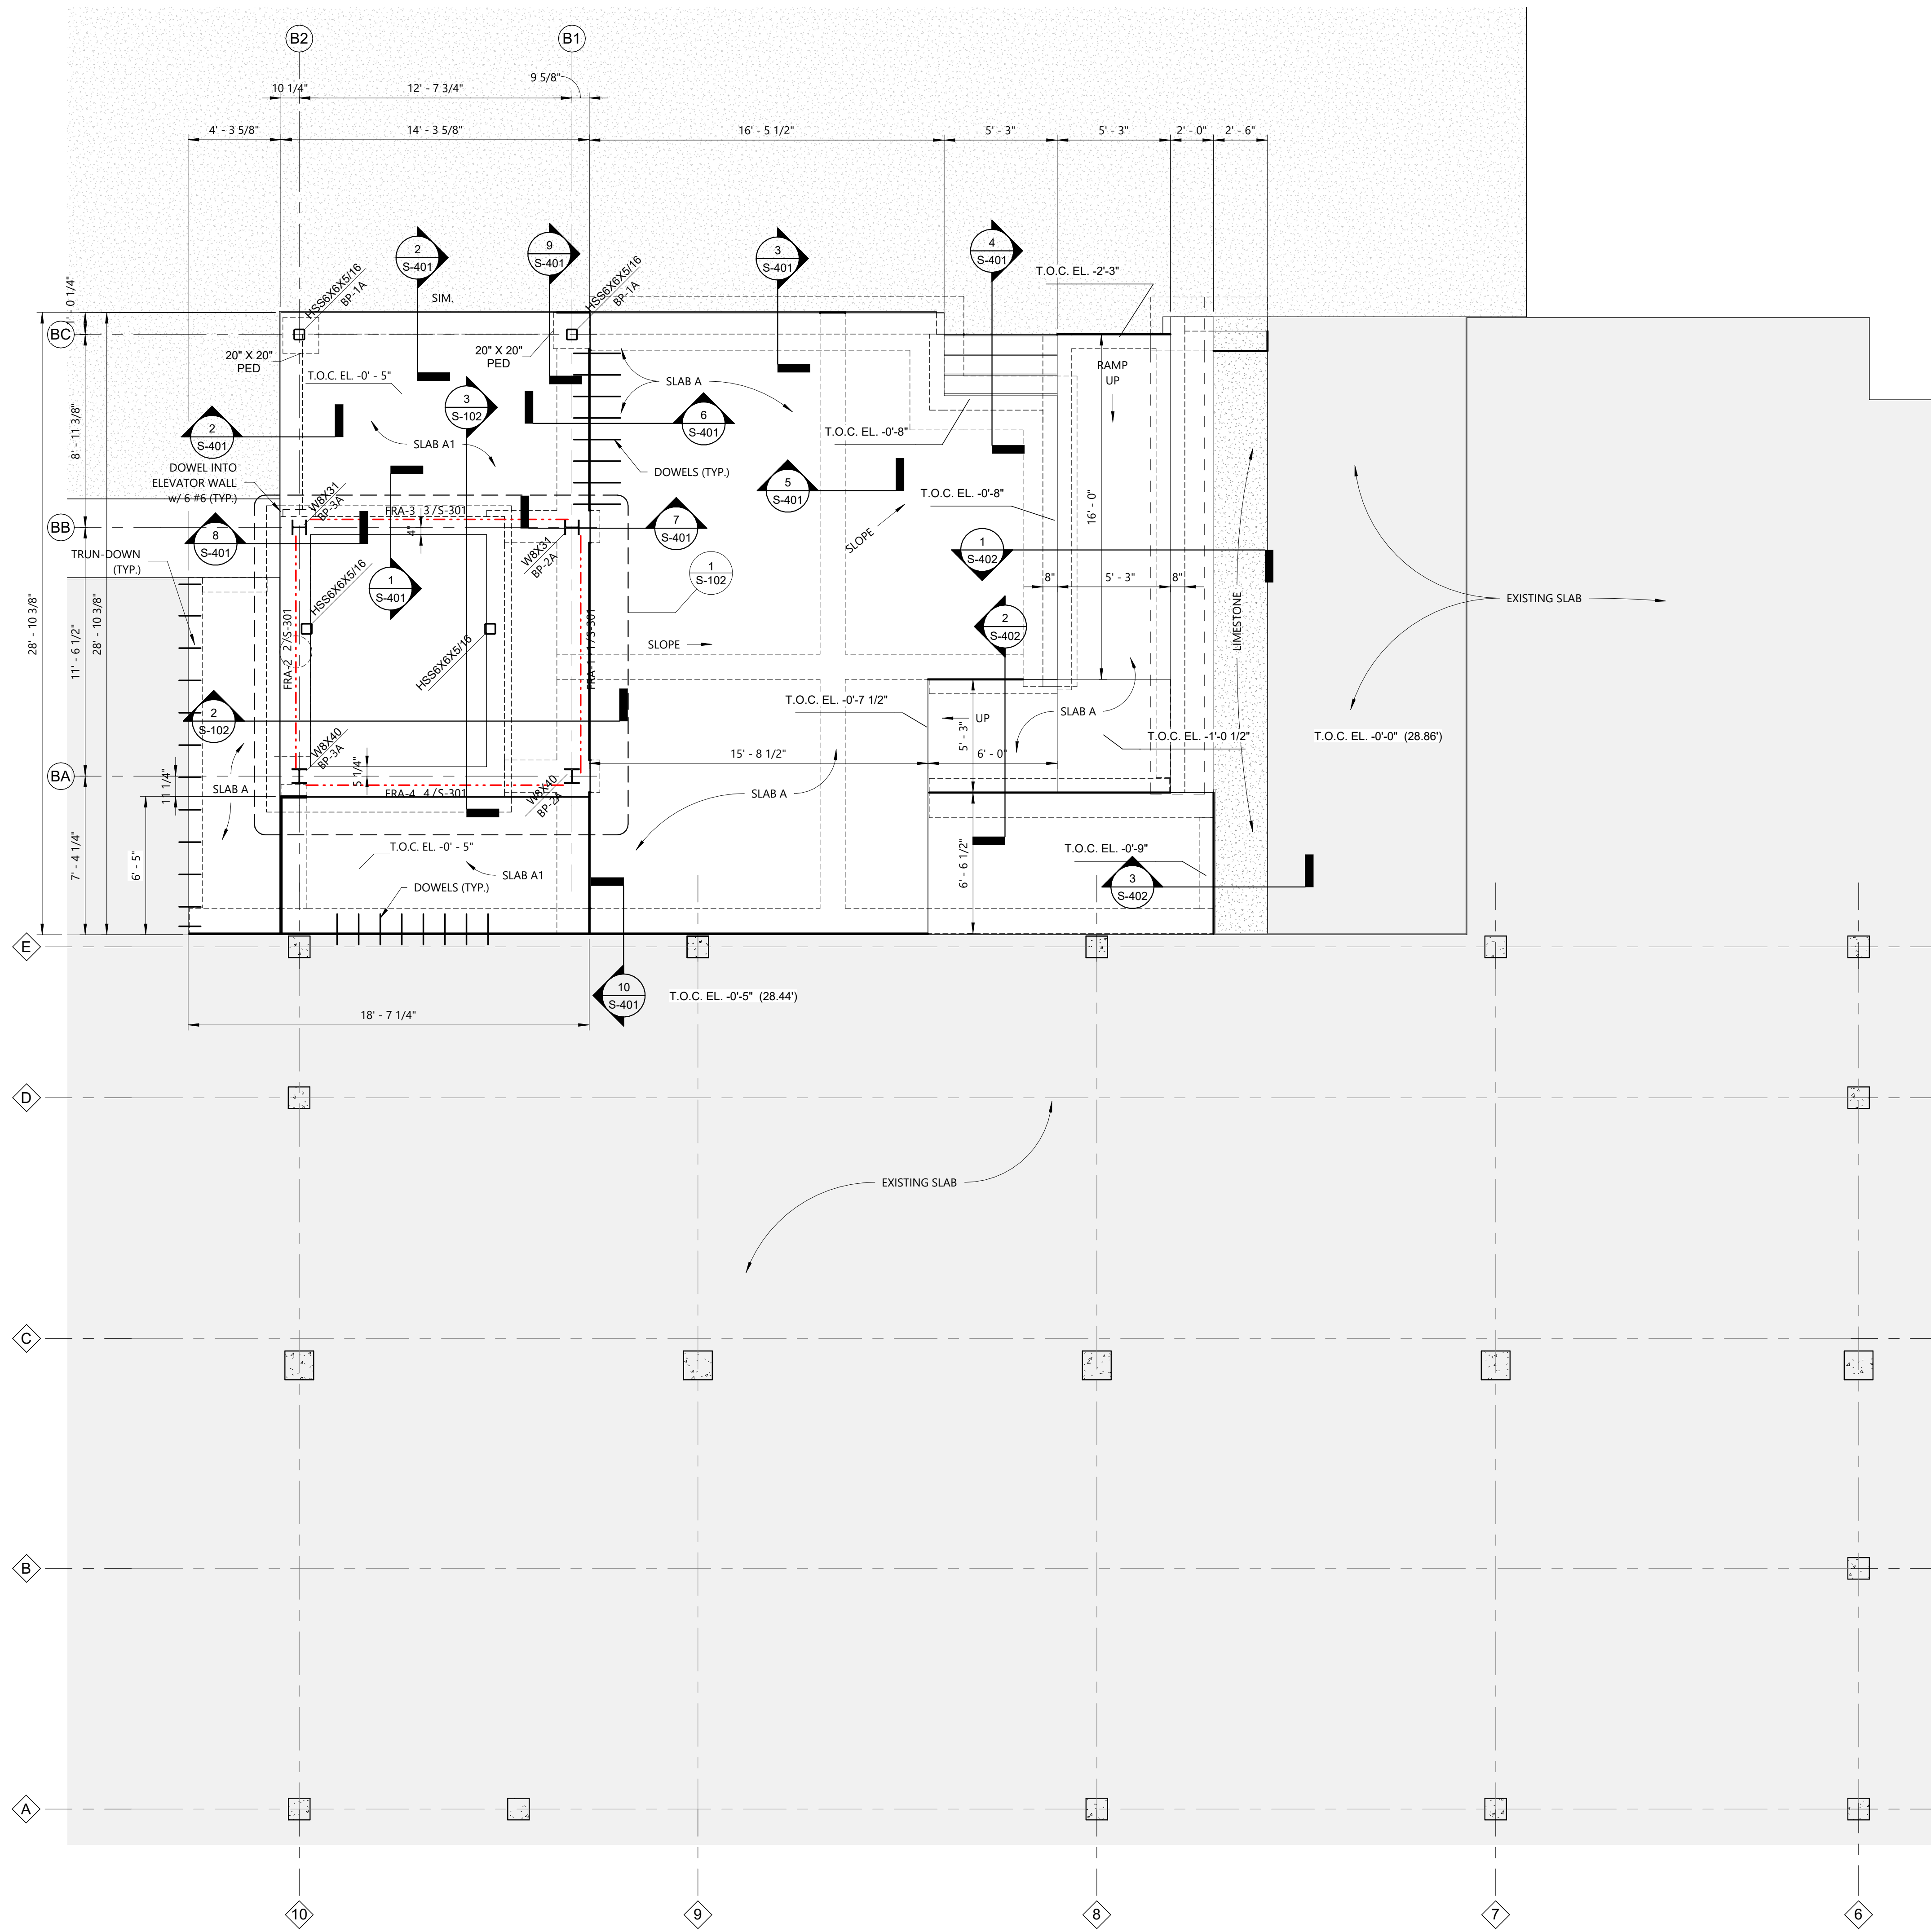 B2
B1
9 5/8"
10 1/4"
12' - 7 3/4"
4' - 3 5/8"
14' - 3 5/8"
16' - 5 1/2"
5' - 3"
5' - 3"
2' - 0"
2' - 6"
2
S-401
SIM.
9
S-401
3
S-401
4
S-401
T.O.C. EL. -2'-3"
HSS6X6X5/16
BP-1A
HSS6X6X5/16
BP-1A
1' - 0 1/4"
BC
20" X 20"
PED
20" X 20"
PED
T.O.C. EL. -0' - 5"
SLAB A
RAMP
UP
3
S-102
6
S-401
2
S-401
8' - 11 3/8"
SLAB A1
T.O.C. EL. -0'-8"
DOWEL INTO
ELEVATOR WALL
w/ 6 #6 (TYP.)
DOWELS (TYP.)
5
S-401
T.O.C. EL. -0'-8"
16' - 0"
W8X31
BP-3A
FRA-3 3/S-301
4"
BB
8
S-401
7
S-401
SLOPE
TRUN-DOWN
(TYP.)
W8X31
BP-2A
1
S-402
1
S-102
1
S-401
HSS6X6X5/16
8"
5' - 3"
8"
EXISTING SLAB
28' - 10 3/8"
11' - 6 1/2"
28' - 10 3/8"
FRA-2 2/S-301
HSS6X6X5/16
FRA-1 1/S-301
SLOPE
2
S-402
LIMESTONE
2
S-102
T.O.C. EL. -0'-7 1/2"
UP
SLAB A
5' - 3"
T.O.C. EL. -1'-0 1/2"
T.O.C. EL. -0'-0" (28.86')
W8X40
BP-3A
5 1/4"
15' - 8 1/2"
6' - 0"
BA
11 1/4"
SLAB A
FRA-4 4/S-301
W8X40
BP-2A
SLAB A
7' - 4 1/4"
6' - 5"
T.O.C. EL. -0' - 5"
SLAB A1
DOWELS (TYP.)
6' - 6 1/2"
T.O.C. EL. -0'-9"
3
S-402
E
10
S-401
T.O.C. EL. -0'-5" (28.44')
18' - 7 1/4"
D
EXISTING SLAB
C
B
A
10
9
8
7
6